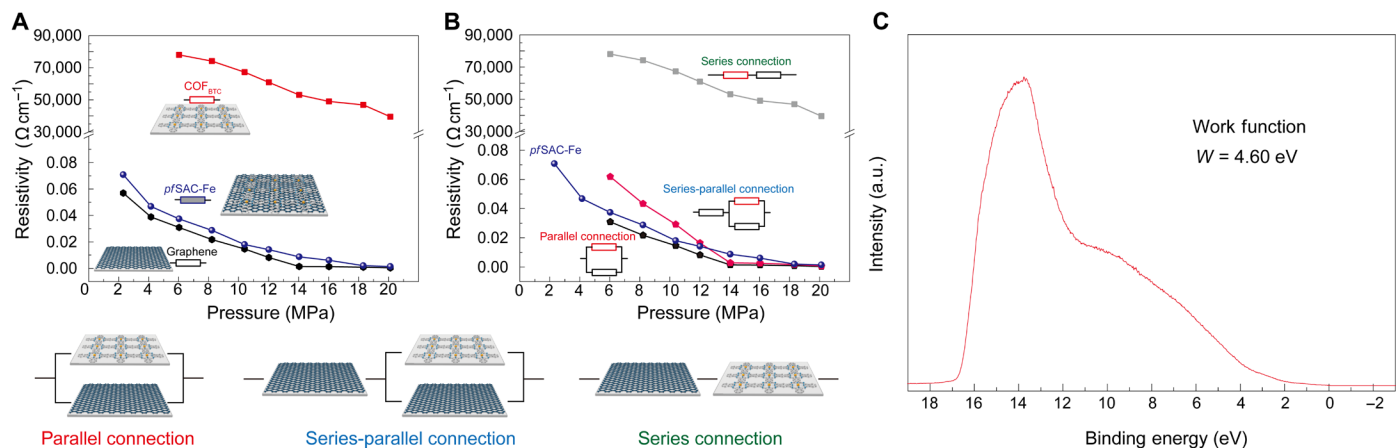 A
90,000
70,000
50,000
30,000
0.08
0.06
0.04
0.02
0.00
Resistivity (Ω cm⁻¹)
COF_BTC
pfSAC-Fe
Graphene
0 2 4 6 8 10 12 14 16 18 20
Pressure (MPa)
B
90,000
70,000
50,000
30,000
0.08
0.06
0.04
0.02
0.00
Resistivity (Ω cm⁻¹)
Series connection
pfSAC-Fe
Series-parallel connection
Parallel connection
0 2 4 6 8 10 12 14 16 18 20
Pressure (MPa)
C
Intensity (a.u.)
Work function
W = 4.60 eV
18 16 14 12 10 8 6 4 2 0 –2
Binding energy (eV)
Parallel connection
Series-parallel connection
Series connection